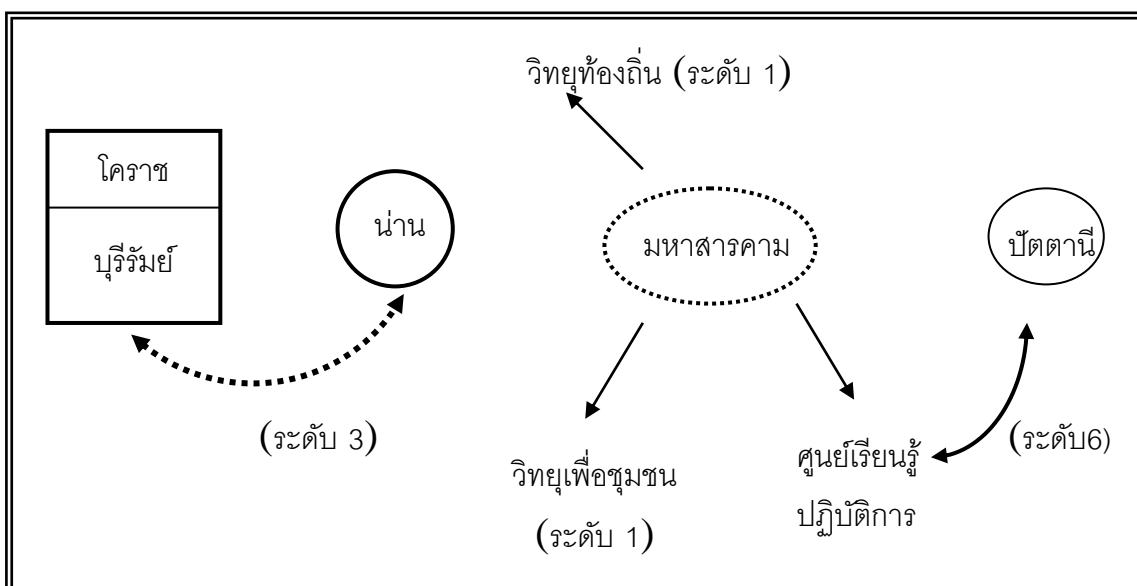 วิทยุท้องถิ่น (ระดับ 1)
โคราช
น่าน
มหาสารคาม
ปัตตานี
บุรีรัมย์
(ระดับ 3)
(ระดับ6)
วิทยุเพื่อชุมชน
(ระดับ 1)
ศูนย์เรียนรู้
ปฏิบัติการ